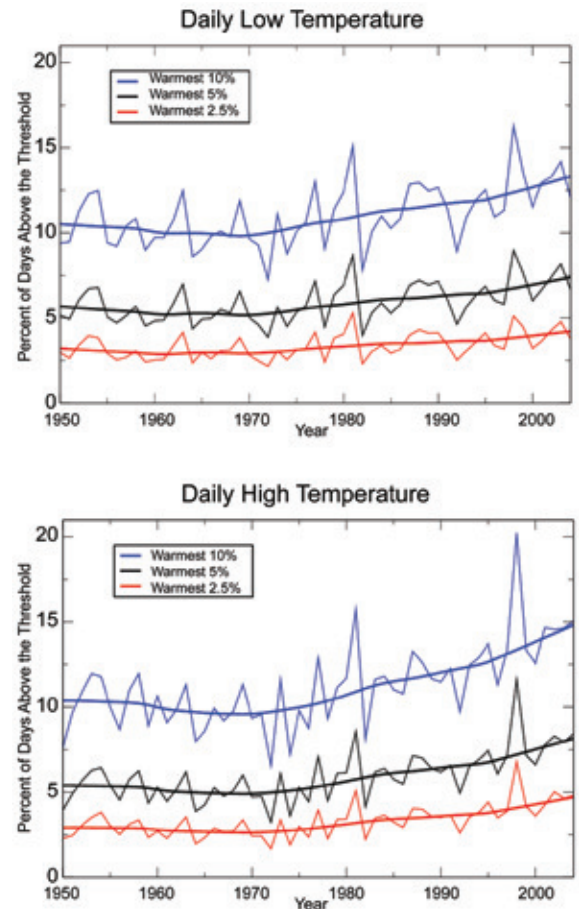 Daily Low Temperature
Percent of Days Above the Threshold
20
15
10
5
0
Warmest 10%
Warmest 5%
Warmest 2.5%
1950 1960 1970 1980 1990 2000
Year
Daily High Temperature
Percent of Days Above the Threshold
20
15
10
5
0
Warmest 10%
Warmest 5%
Warmest 2.5%
1950 1960 1970 1980 1990 2000
Year